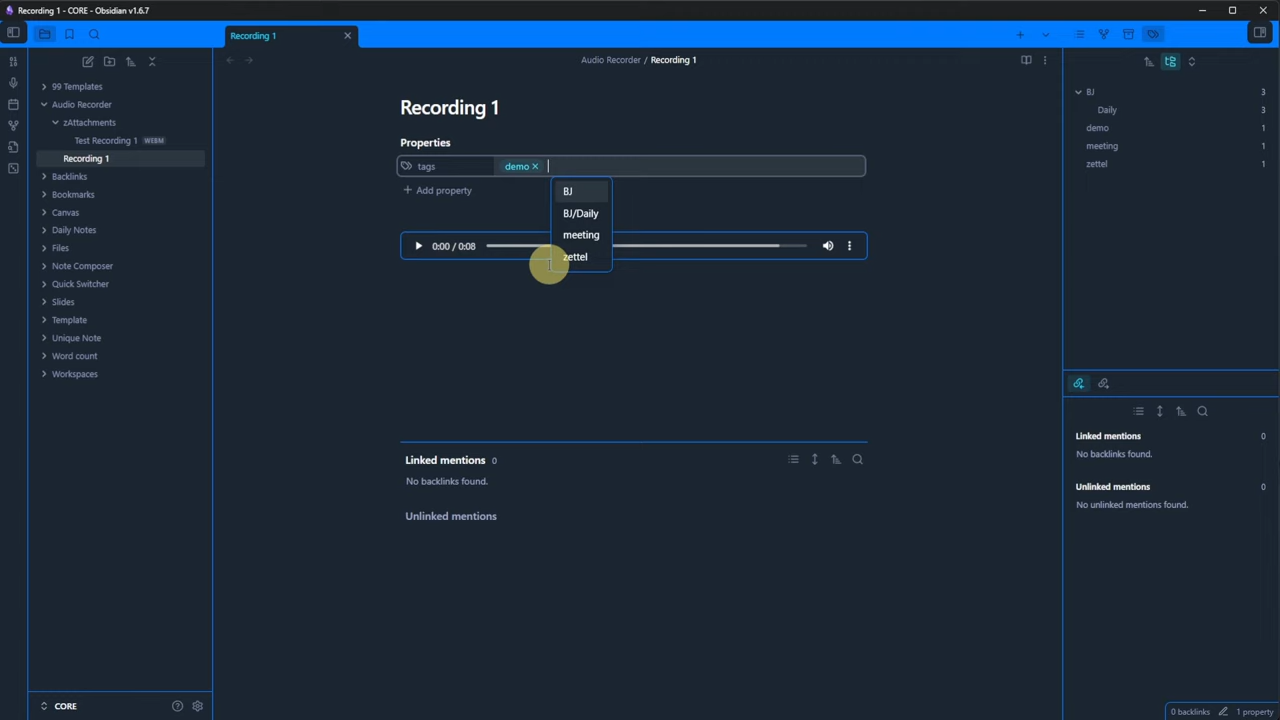 Recording 1 - CORE - Obsidian v1.6.7
Recording 1
Audio Recorder / Recording 1
99 Templates
Audio Recorder
zAttachments
Test Recording 1 WEBM
Recording 1
Backlinks
Bookmarks
Canvas
Daily Notes
Files
Note Composer
Quick Switcher
Slides
Template
Unique Note
Word count
Workspaces
CORE
Recording 1
Properties
tags demo
Add property
BJ
BJ/Daily
meeting
zettel
0:00 / 0:08
Linked mentions 0
No backlinks found.
Unlinked mentions
BJ 3
Daily 3
demo 1
meeting 1
zettel 1
Linked mentions 0
No backlinks found.
Unlinked mentions 0
No unlinked mentions found.
0 backlinks 1 property